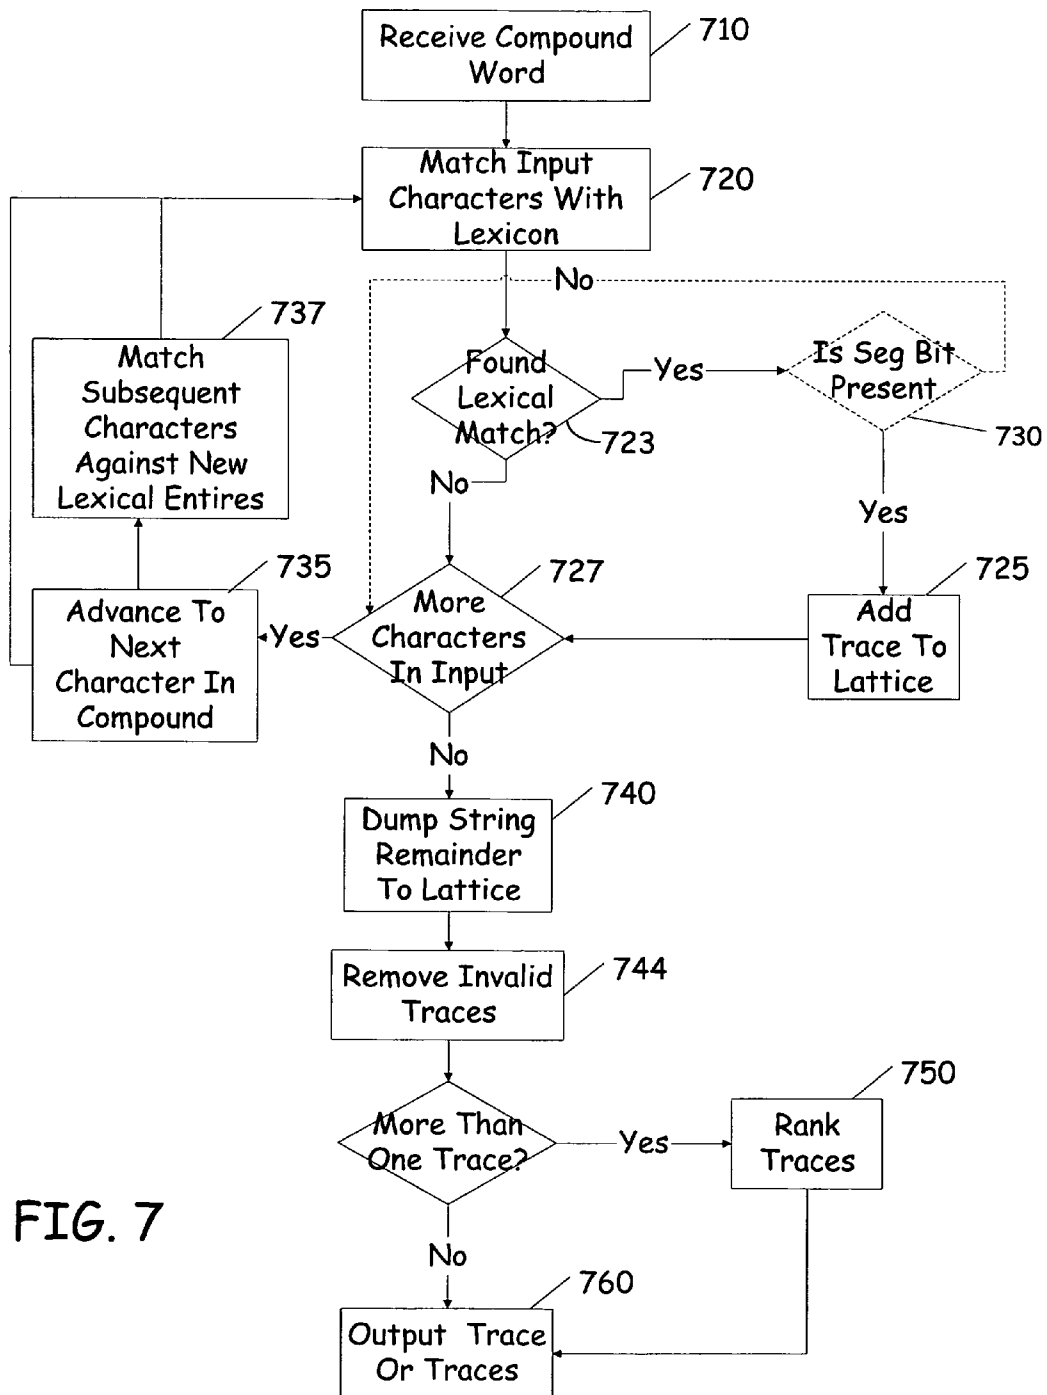 Receive Compound
Word
710
Match Input
Characters With
Lexicon
720
No
737
Match
Subsequent
Characters
Against New
Lexical Entires
Found
Lexical
Match?
723
Yes
Is Seg Bit
Present
730
No
Yes
735
Advance To
Next
Character In
Compound
Yes
More
Characters
In Input
727
725
Add
Trace To
Lattice
No
Dump String
Remainder
To Lattice
740
Remove Invalid
Traces
744
More Than
One Trace?
Yes
750
Rank
Traces
FIG. 7
No
760
Output Trace
Or Traces